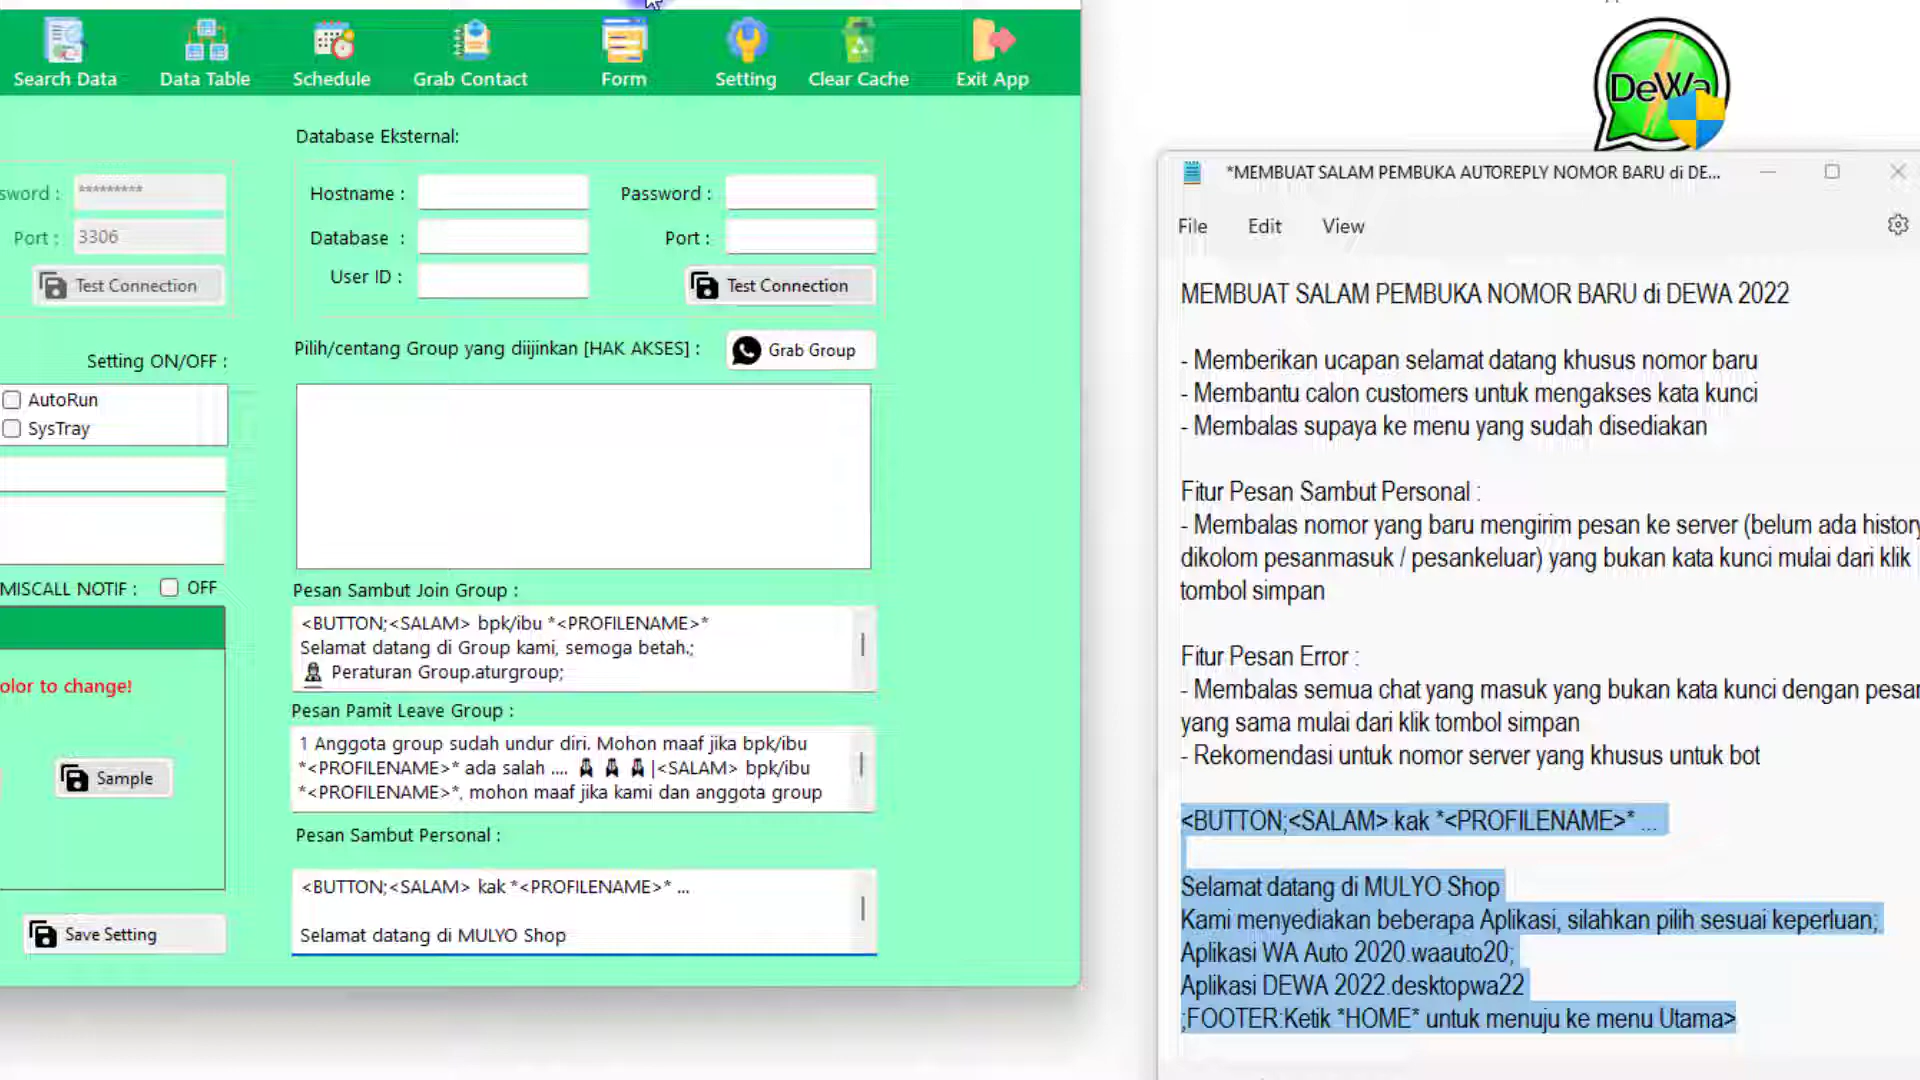 Search Data
Data Table
Schedule
Grab Contact
Form
Setting
Clear Cache
Exit App
sword :
*********
Port :
3306
Test Connection
Setting ON/OFF :
AutoRun
SysTray
MISCALL NOTIF :
OFF
olor to change!
Sample
Save Setting
Database Eksternal:
Hostname :
Password :
Database :
Port :
User ID :
Test Connection
Pilih/centang Group yang diijinkan [HAK AKSES] :
Grab Group
Pesan Sambut Join Group :
<BUTTON;<SALAM> bpk/ibu *<PROFILENAME>*
Selamat datang di Group kami, semoga betah.;
Peraturan Group.aturgroup;
Pesan Pamit Leave Group :
1 Anggota group sudah undur diri. Mohon maaf jika bpk/ibu
*<PROFILENAME>* ada salah .... |<SALAM> bpk/ibu
*<PROFILENAME>*, mohon maaf jika kami dan anggota group
Pesan Sambut Personal :
<BUTTON;<SALAM> kak *<PROFILENAME>* ...
Selamat datang di MULYO Shop
DeWa
*MEMBUAT SALAM PEMBUKA AUTOREPLY NOMOR BARU di DE...
File
Edit
View
MEMBUAT SALAM PEMBUKA NOMOR BARU di DEWA 2022
- Memberikan ucapan selamat datang khusus nomor baru
- Membantu calon customers untuk mengakses kata kunci
- Membalas supaya ke menu yang sudah disediakan
Fitur Pesan Sambut Personal :
- Membalas nomor yang baru mengirim pesan ke server (belum ada history
dikolom pesanmasuk / pesankeluar) yang bukan kata kunci mulai dari klik
tombol simpan
Fitur Pesan Error :
- Membalas semua chat yang masuk yang bukan kata kunci dengan pesan
yang sama mulai dari klik tombol simpan
- Rekomendasi untuk nomor server yang khusus untuk bot
<BUTTON;<SALAM> kak *<PROFILENAME>* ...
Selamat datang di MULYO Shop
Kami menyediakan beberapa Aplikasi, silahkan pilih sesuai keperluan;
Aplikasi WA Auto 2020.waauto20;
Aplikasi DEWA 2022.desktopwa22
;FOOTER:Ketik *HOME* untuk menuju ke menu Utama>